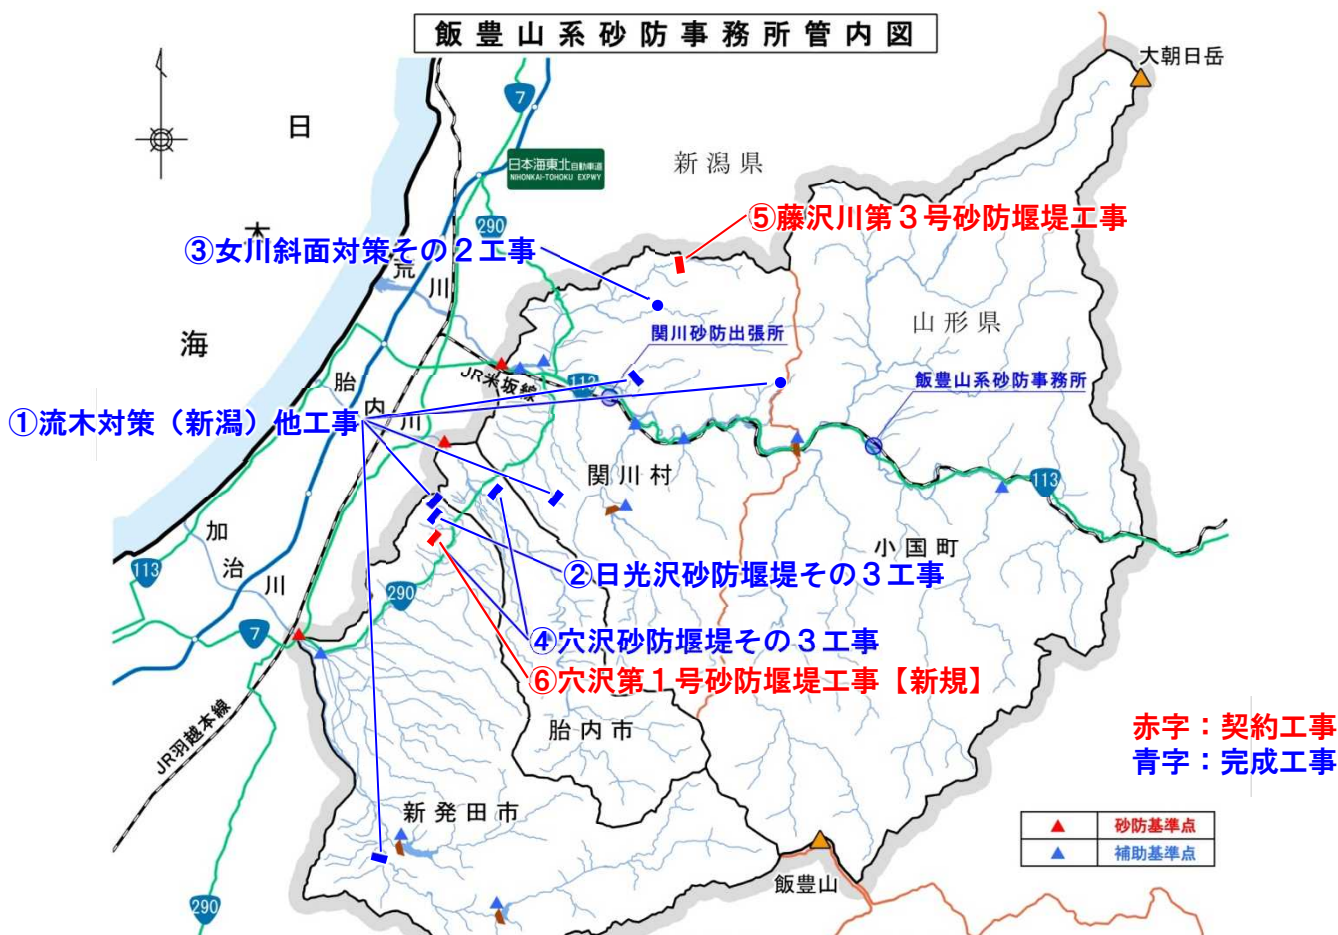 飯豊山系砂防事務所管内図
大朝日岳
7
日本海東北自動車道
NIHONKAI-TOHOKU EXPWY
新潟県
日
本
海
290
⑤藤沢川第3号砂防堰堤工事
③女川斜面対策その2工事
荒
川
山形県
関川砂防出張所
飯豊山系砂防事務所
JR米坂線
113
胎
内
川
①流木対策（新潟）他工事
関川村
113
小国町
加
治
川
②日光沢砂防堰堤その3工事
113
290
7
④穴沢砂防堰堤その3工事
⑥穴沢第1号砂防堰堤工事【新規】
胎内市
JR羽越本線
赤字：契約工事
青字：完成工事
新発田市
砂防基準点
補助基準点
飯豊山
290